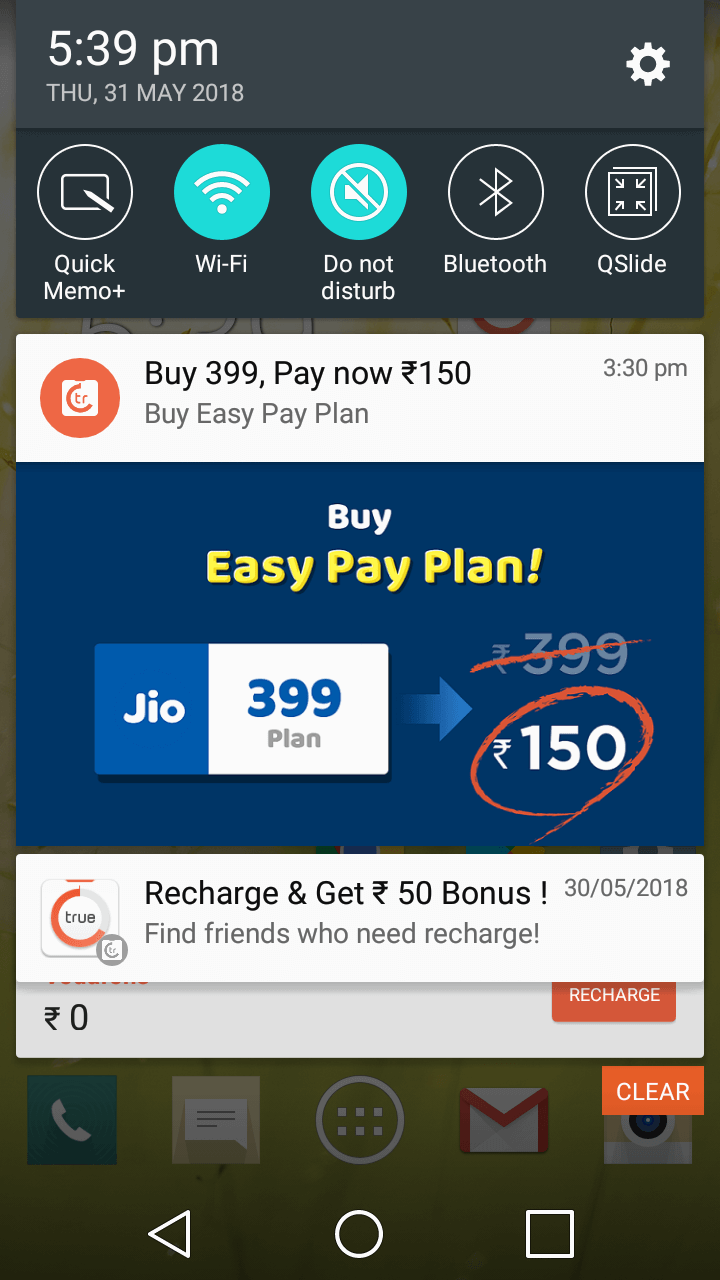 5:39 pm
THU, 31 MAY 2018
Quick
Memo+
Wi-Fi
Do not
disturb
Bluetooth
QSlide
Buy 399, Pay now ₹150
3:30 pm
Buy Easy Pay Plan
tr
Buy
Easy Pay Plan!
Jio
399
Plan
₹ 399
₹ 150
Recharge & Get ₹ 50 Bonus !
30/05/2018
Find friends who need recharge!
true
tr
₹ 0
RECHARGE
CLEAR